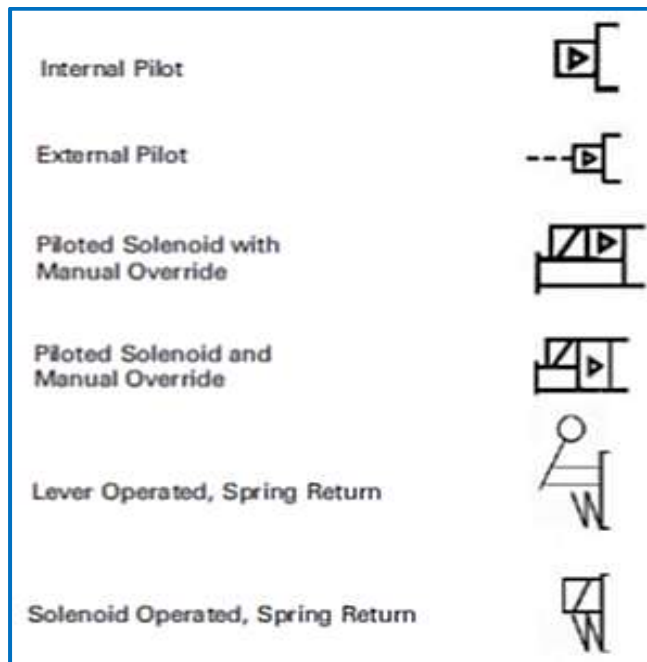 Internal Pilot
External Pilot
Piloted Solenoid with
Manual Override
Piloted Solenoid and
Manual Override
Lever Operated, Spring Return
Solenoid Operated, Spring Return